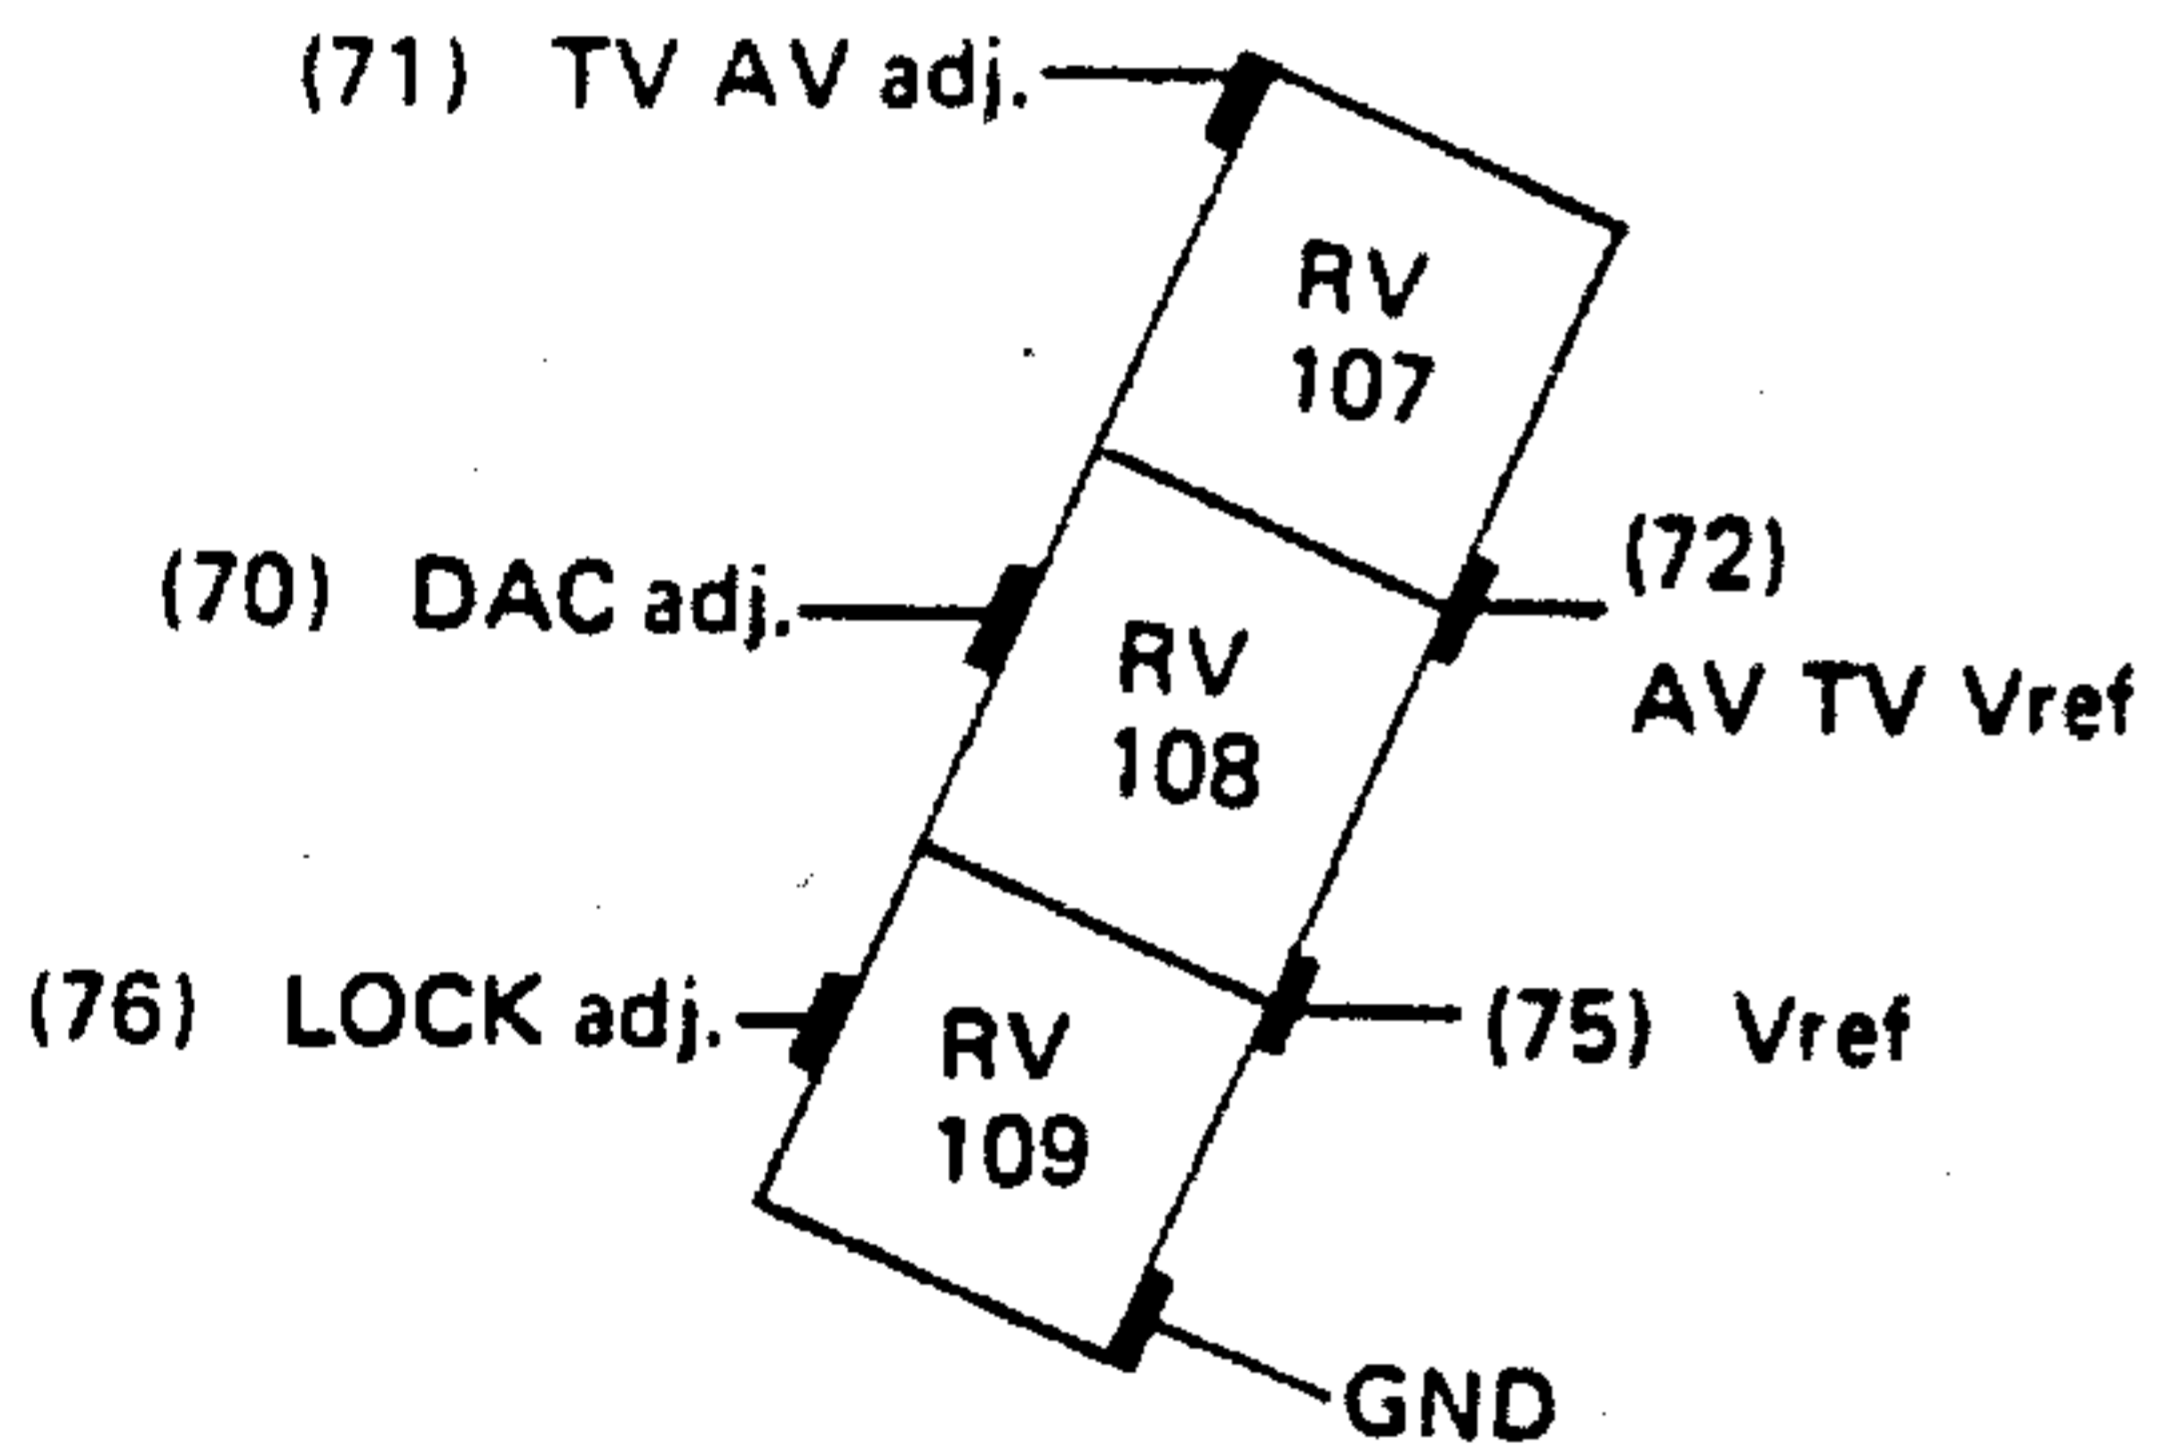 (71) TV AV adj.
RV
107
(70) DAC adj.
(72)
AV TV Vref
RV
108
(76) LOCK adj.
(75) Vref
RV
109
GND